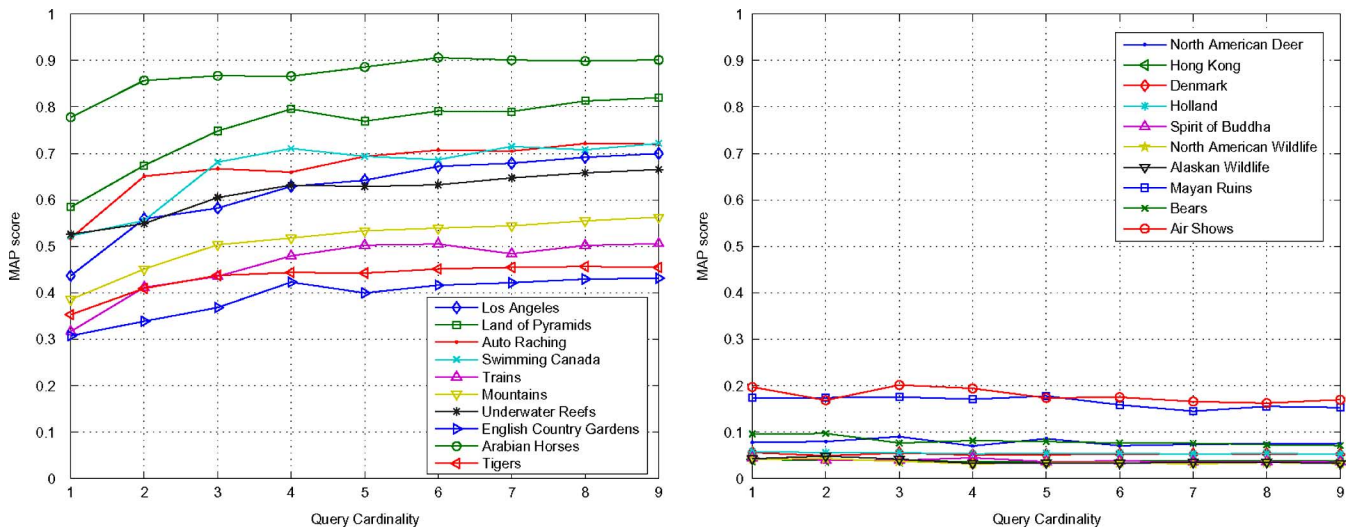 1
0.9
0.8
0.7
0.6
0.5
0.4
0.3
0.2
0.1
0
MAP score
1 2 3 4 5 6 7 8 9
Query Cardinality
Los Angeles
Land of Pyramids
Auto Raching
Swimming Canada
Trains
Mountains
Underwater Reefs
English Country Gardens
Arabian Horses
Tigers
1
0.9
0.8
0.7
0.6
0.5
0.4
0.3
0.2
0.1
0
MAP score
1 2 3 4 5 6 7 8 9
Query Cardinality
North American Deer
Hong Kong
Denmark
Holland
Spirit of Buddha
North American Wildlife
Alaskan Wildlife
Mayan Ruins
Bears
Air Shows